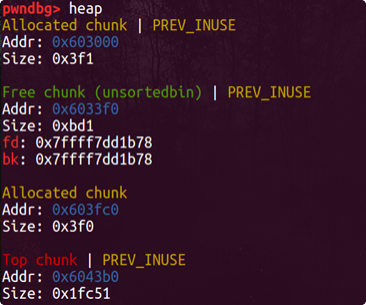 pwndbg> heap
Allocated chunk | PREV_INUSE
Addr: 0x603000
Size: 0x3f1
Free chunk (unsortedbin) | PREV_INUSE
Addr: 0x6033f0
Size: 0xbd1
fd: 0x7ffff7dd1b78
bk: 0x7ffff7dd1b78
Allocated chunk
Addr: 0x603fc0
Size: 0x3f0
Top chunk | PREV_INUSE
Addr: 0x6043b0
Size: 0x1fc51